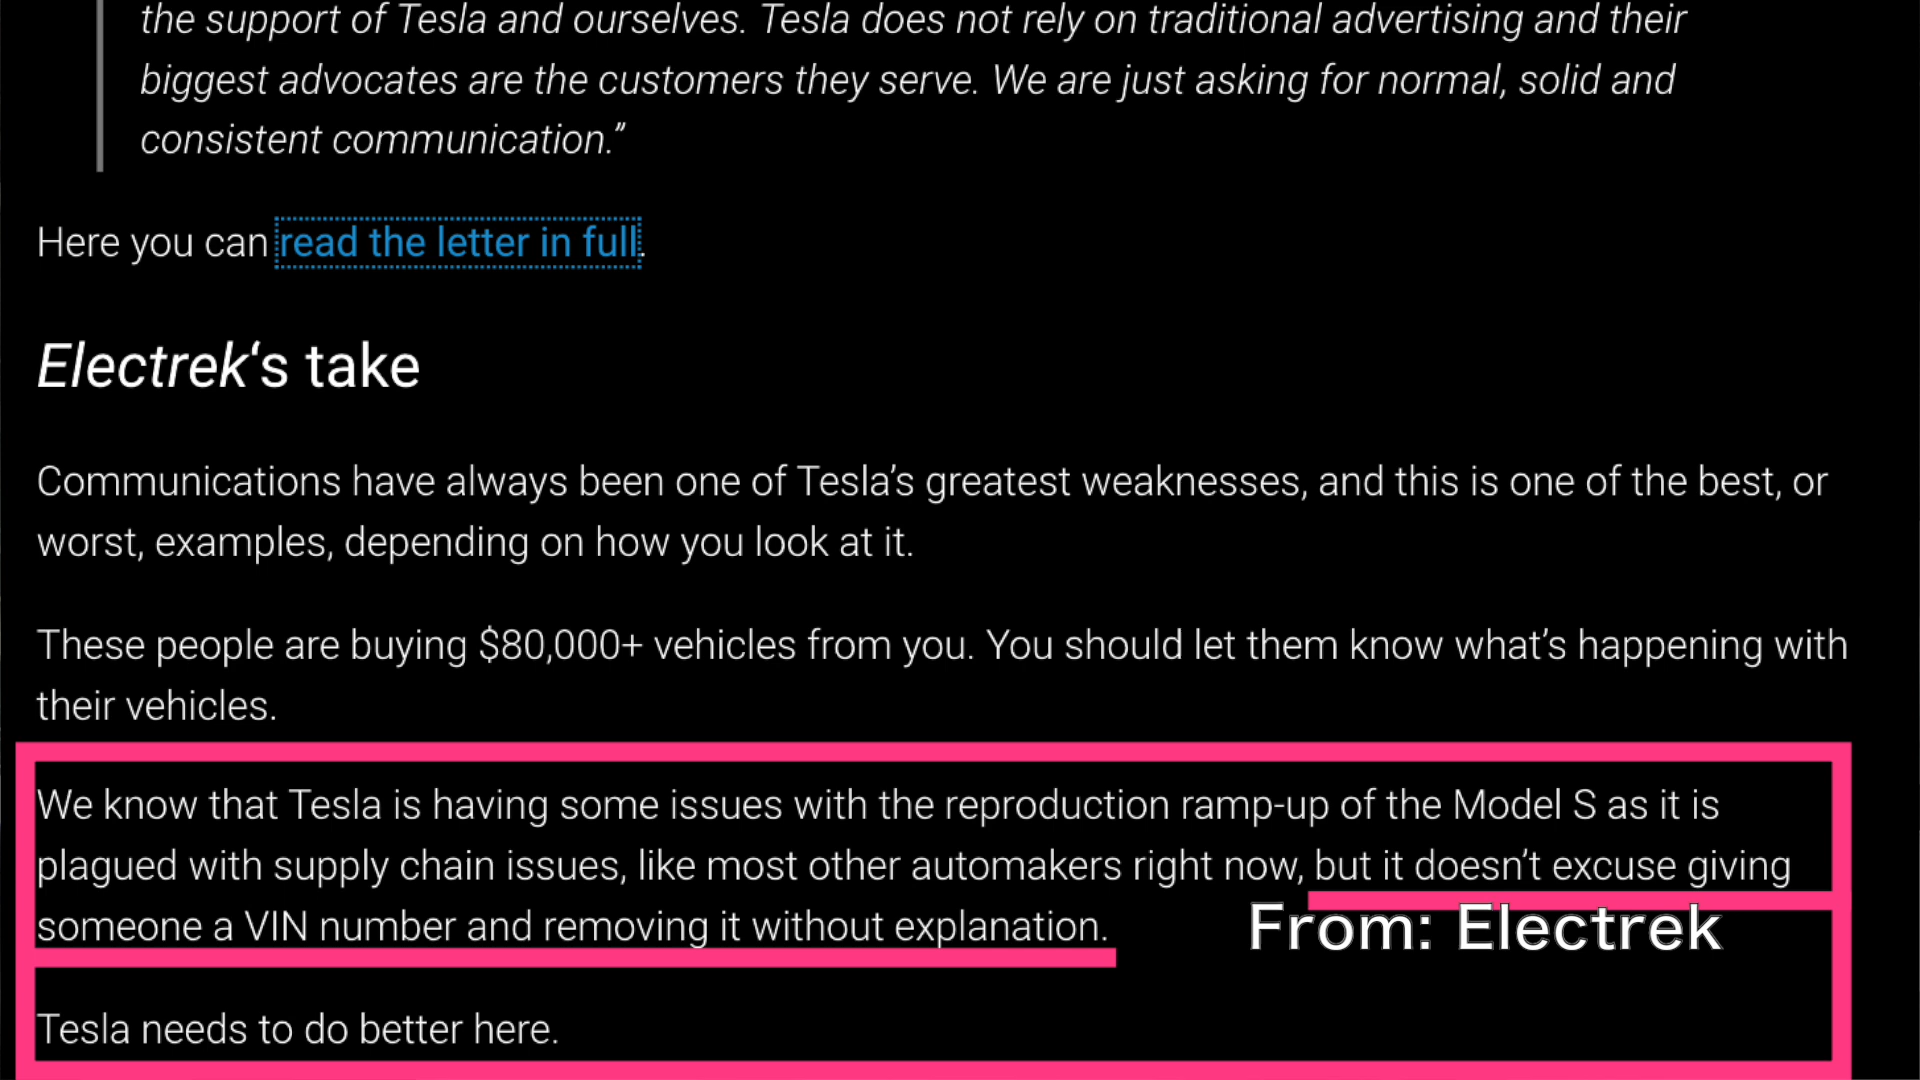 the support of Tesla and ourselves. Tesla does not rely on traditional advertising and their
biggest advocates are the customers they serve. We are just asking for normal, solid and
consistent communication.”
Here you can read the letter in full.
Electrek‘s take
Communications have always been one of Tesla’s greatest weaknesses, and this is one of the best, or
worst, examples, depending on how you look at it.
These people are buying $80,000+ vehicles from you. You should let them know what’s happening with
their vehicles.
We know that Tesla is having some issues with the reproduction ramp-up of the Model S as it is
plagued with supply chain issues, like most other automakers right now, but it doesn’t excuse giving
someone a VIN number and removing it without explanation.
From: Electrek
Tesla needs to do better here.